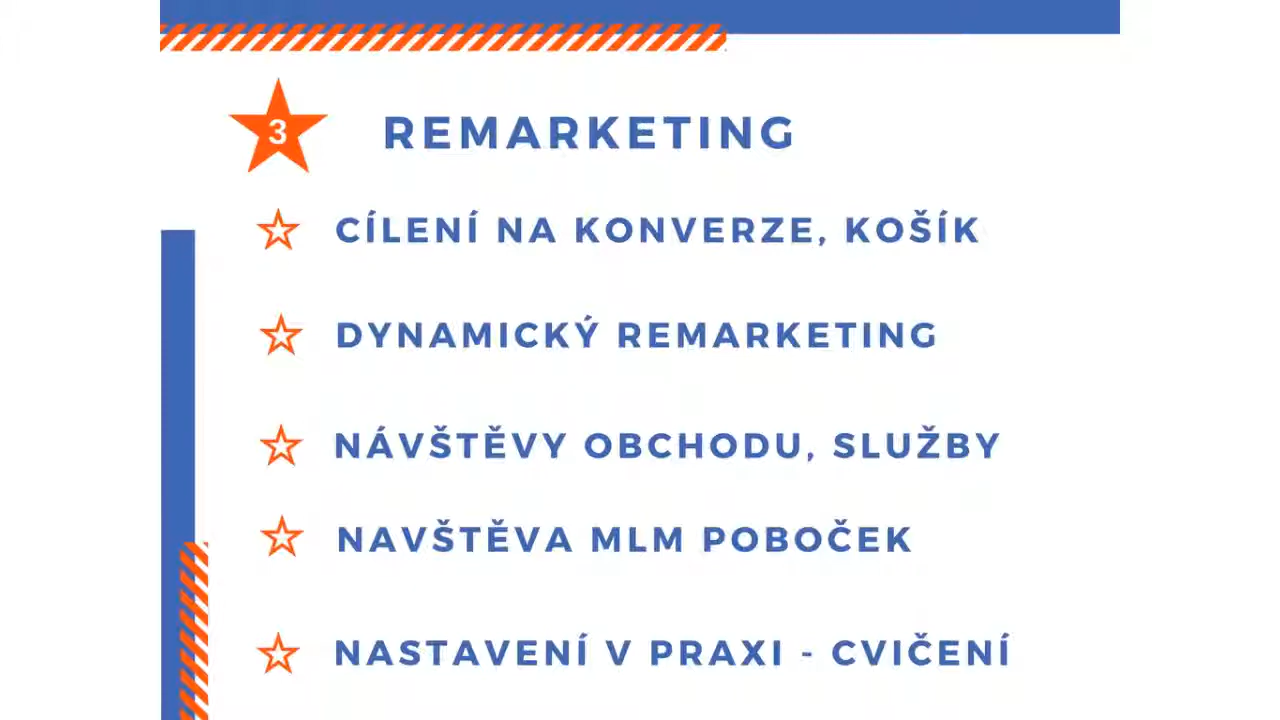 3 REMARKETING
CÍLENÍ NA KONVERZE, KOŠÍK
DYNAMICKÝ REMARKETING
NÁVŠTĚVY OBCHODU, SLUŽBY
NAVŠTĚVA MLM POBOČEK
NASTAVENÍ V PRAXI - CVIČENÍ